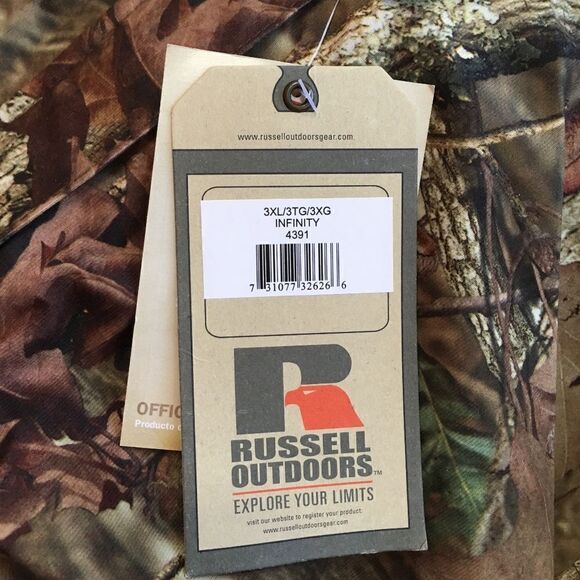 www.russelloutdoorsgear.com
3XL/3TG/3XG
INFINITY
4391
7 31077 32626 6
R
RUSSELL
OUTDOORS™
EXPLORE YOUR LIMITS
visit our website to register your product:
www.russelloutdoorsgear.com
OFFIC
Producto